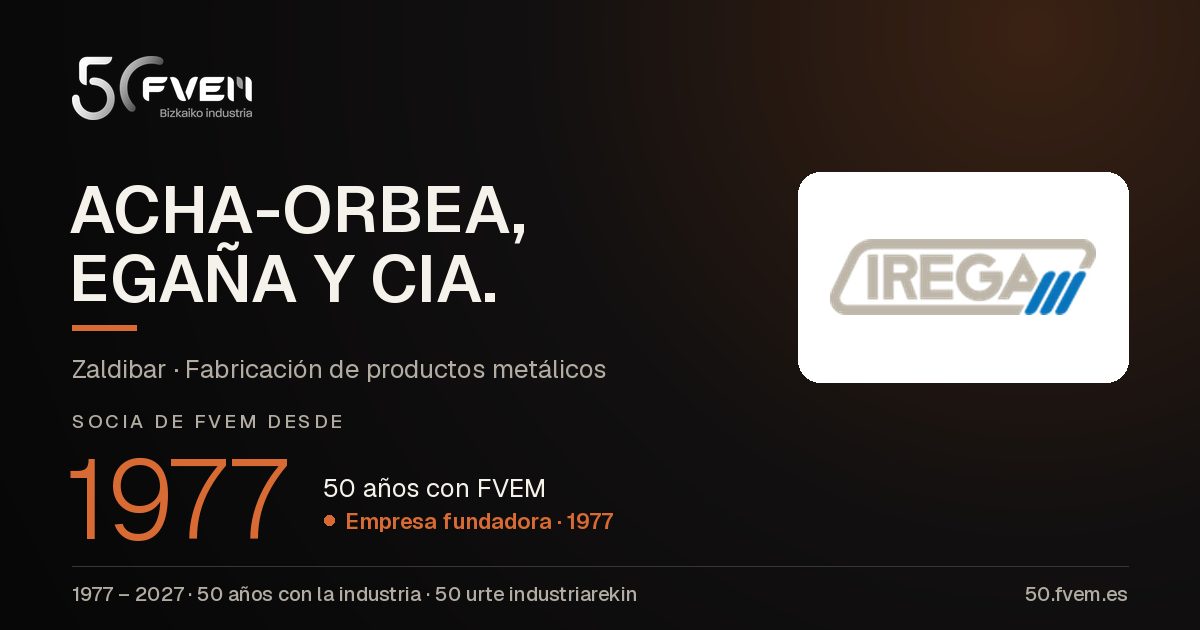 50 FVEM
Bizkaiko industria
ACHA-ORBEA,
EGAÑA Y CIA.
IREGA
Zaldibar · Fabricación de productos metálicos
SOCIA DE FVEM DESDE
1977
50 años con FVEM
Empresa fundadora · 1977
1977 – 2027 · 50 años con la industria · 50 urte industriarekin
50.fvem.es